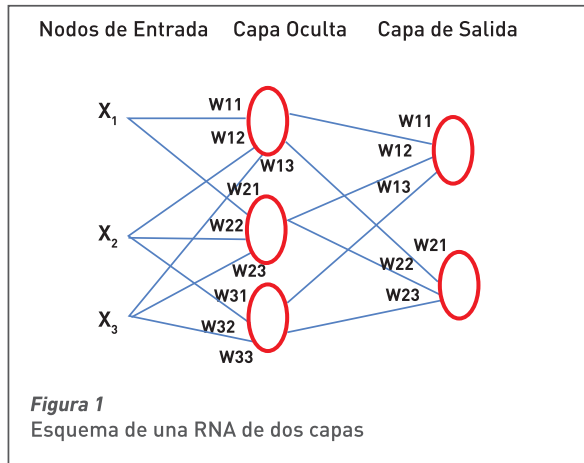 Nodos de Entrada Capa Oculta Capa de Salida
X1
W11
W12
W13
W21
X2
W22
W23
W31
X3
W32
W33
W11
W12
W13
W21
W22
W23
Figura 1
Esquema de una RNA de dos capas